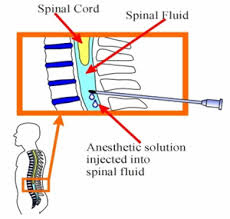 Spinal Cord
Spinal Fluid
Anesthetic solution
injected into
spinal fluid